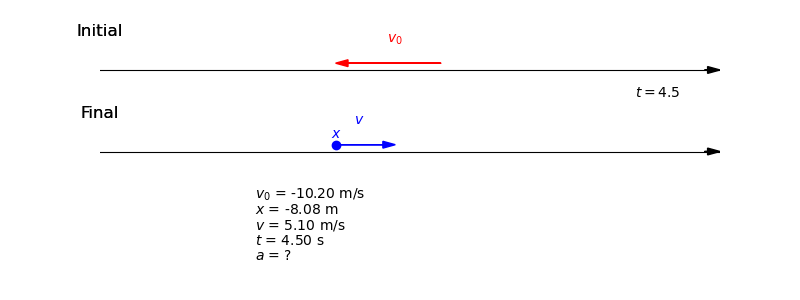 Initial
v₀
t = 4.5
Final
v
x
v₀ = -10.20 m/s
x = -8.08 m
v = 5.10 m/s
t = 4.50 s
a = ?